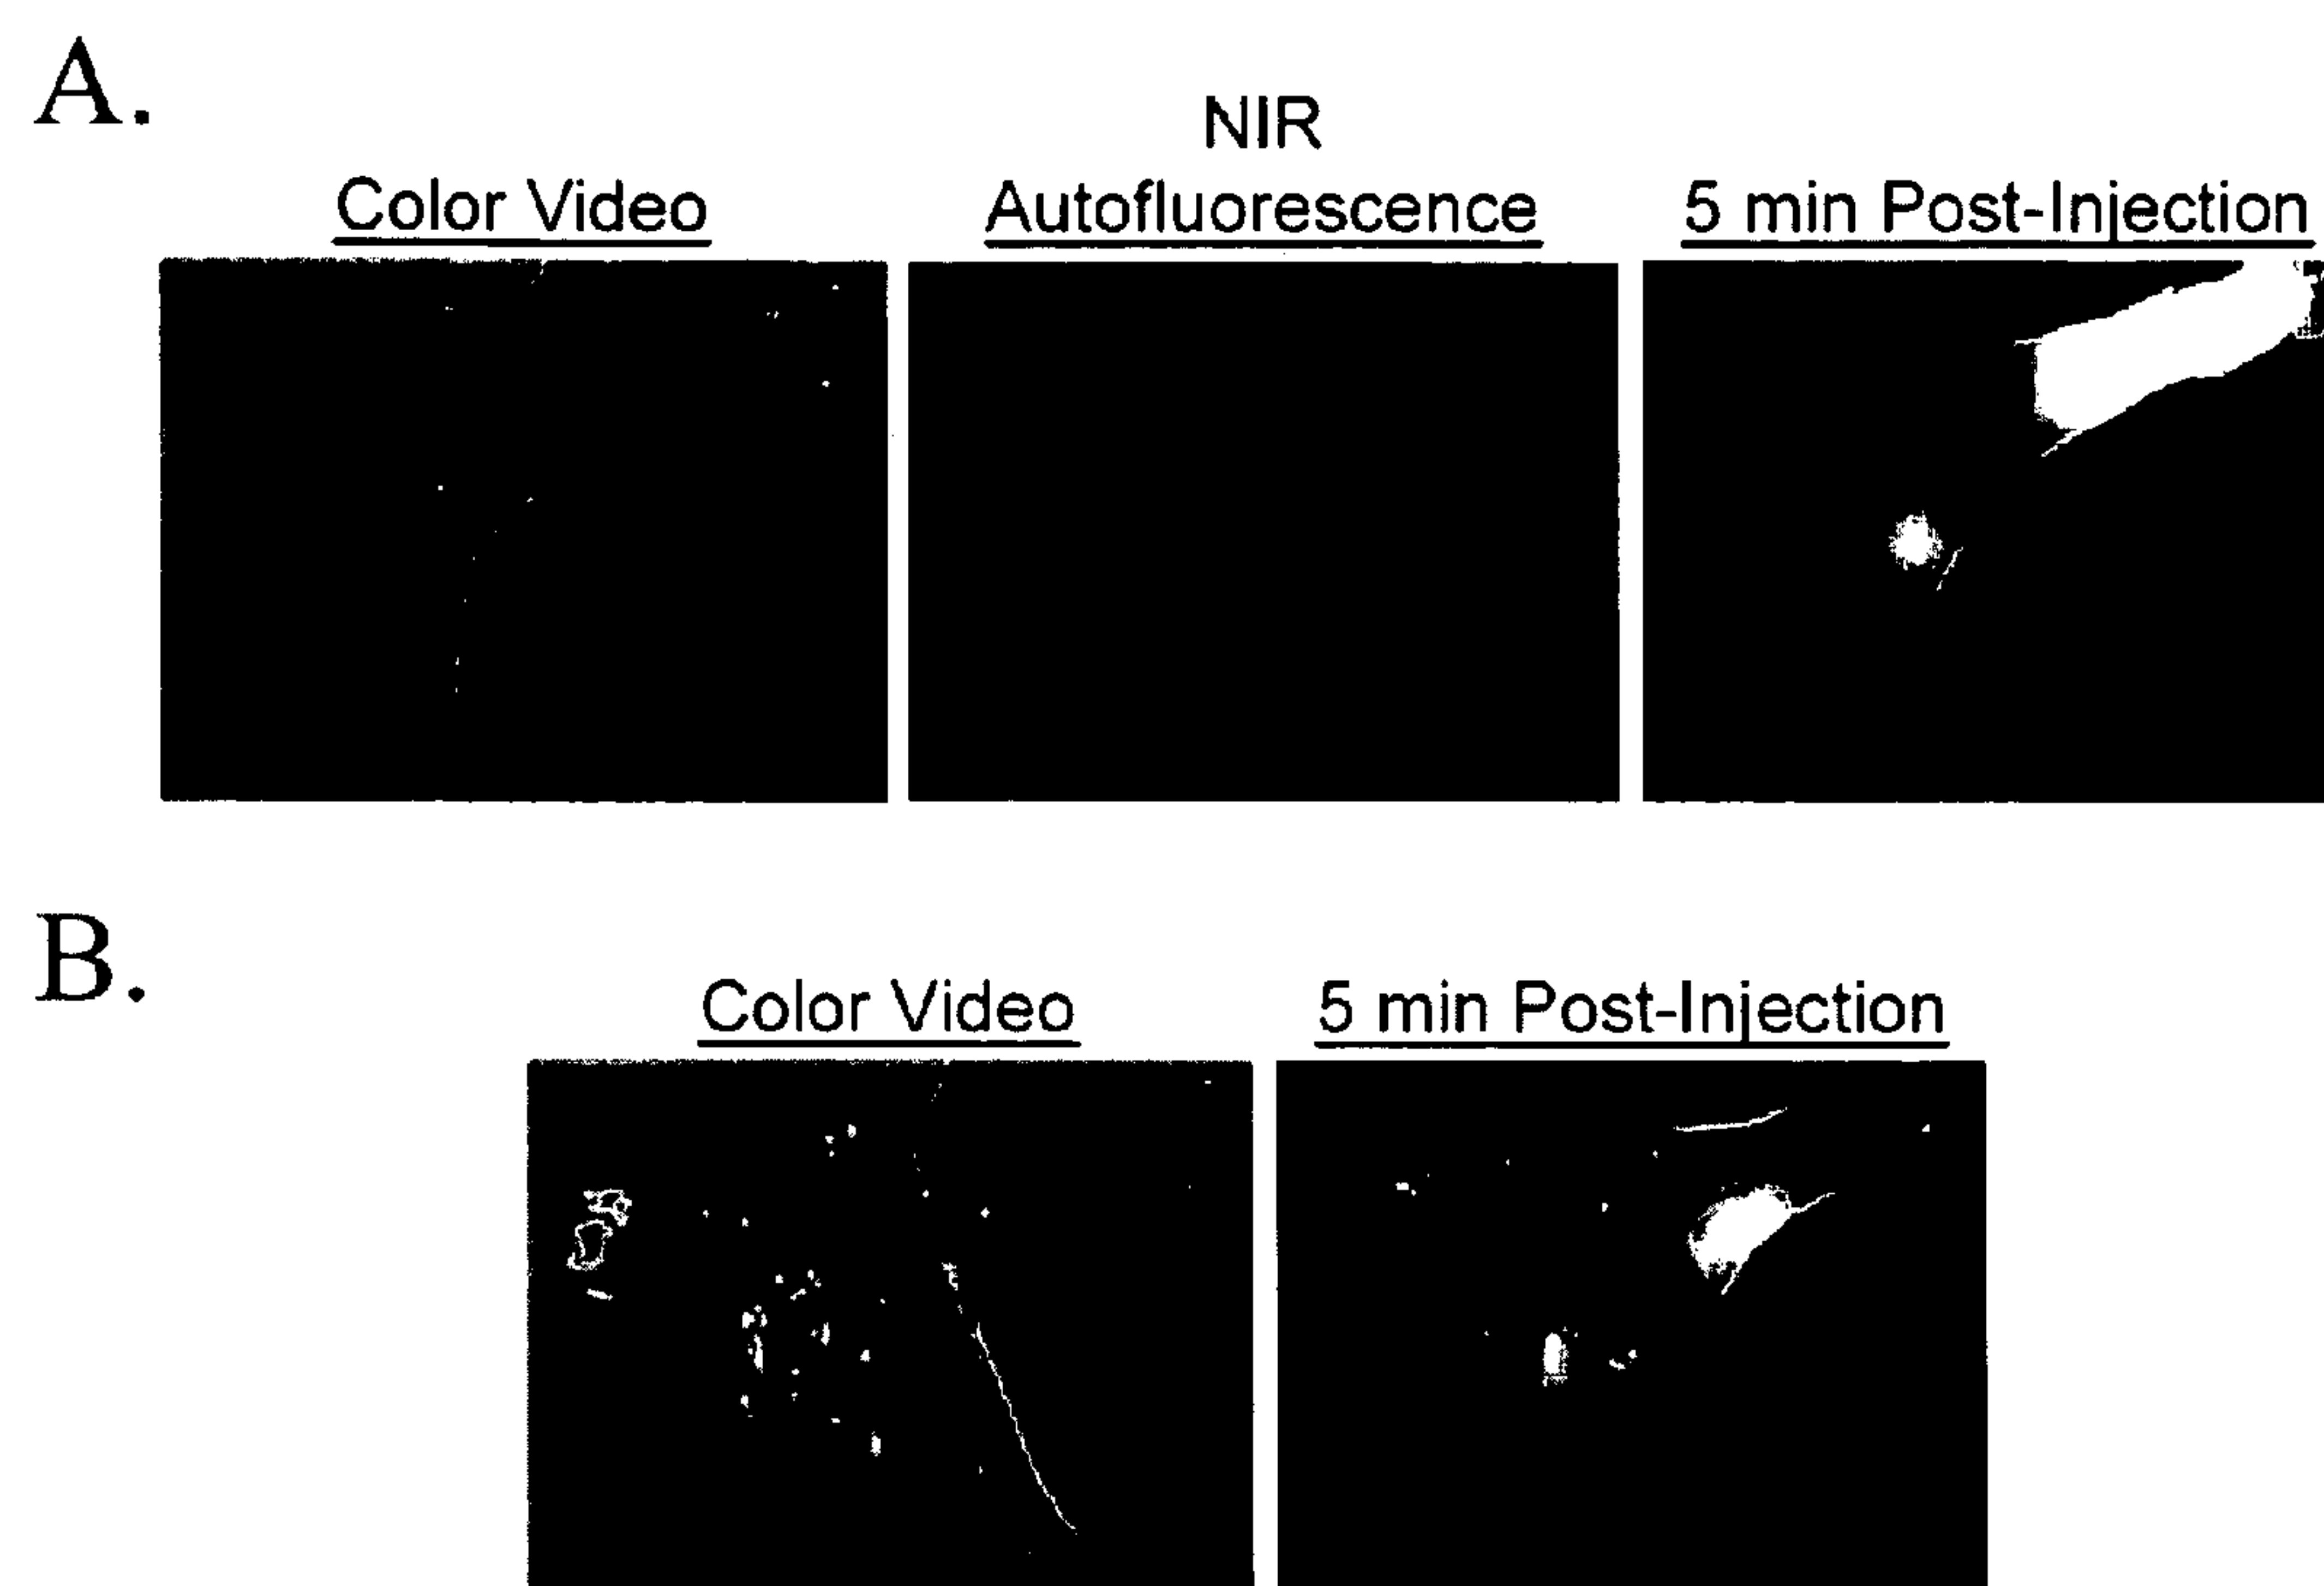 A.
NIR
Color Video Autofluorescence 5 min Post-Injection
B.
Color Video 5 min Post-Injection